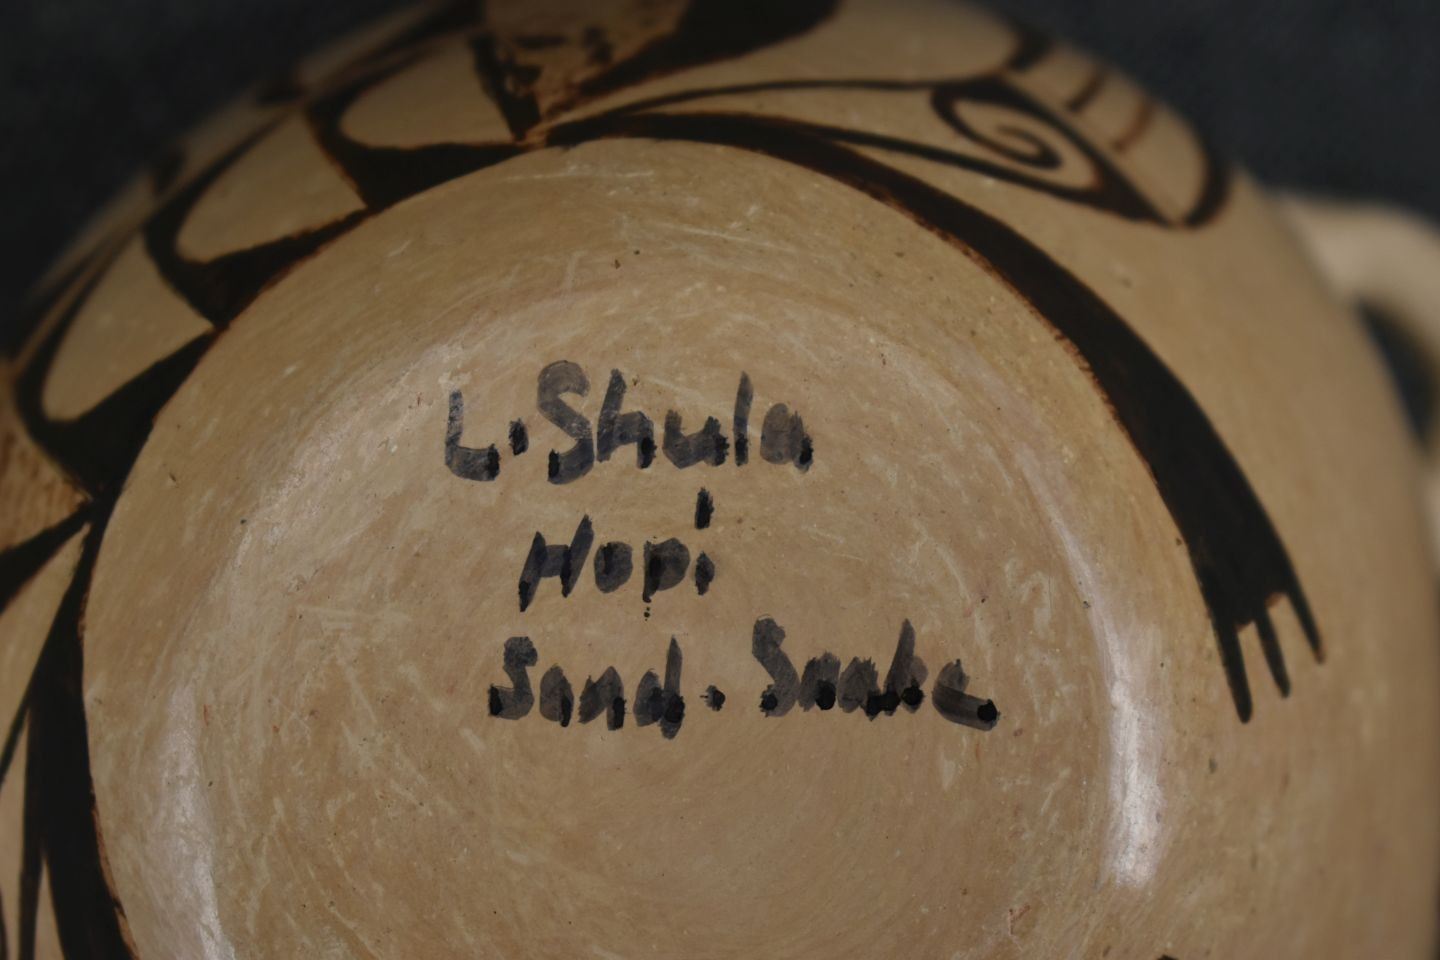 L. Shula
Hopi
Sand. Snake